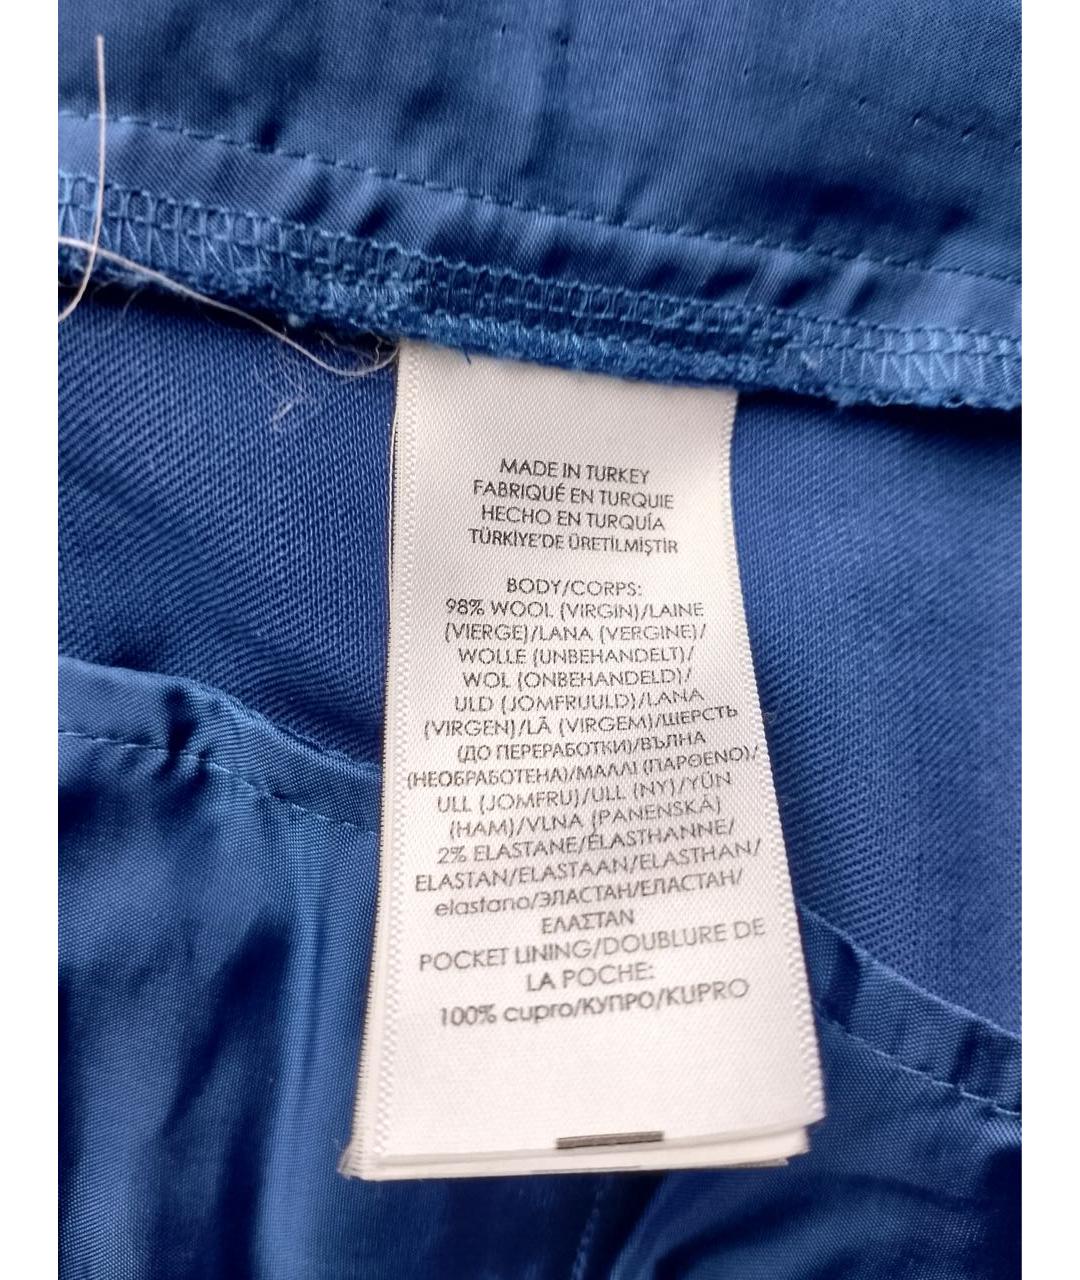 MADE IN TURKEY
FABRIQUÉ EN TURQUIE
HECHO EN TURQUÍA
TÜRKİYE'DE ÜRETİLMİŞTİR
BODY/CORPS:
98% WOOL (VIRGIN)/LAINE
(VIERGE)/LANA (VERGINE)/
WOLLE (UNBEHANDELT)/
WOL (ONBEHANDELD)/
ULD (JOMFRUULD)/LANA
(VIRGEN)/LÃ (VIRGEM)/ШЕРСТЬ
(ДО ПЕРЕРАБОТКИ)/ВЪЛНА
(НЕОБРАБОТЕНА)/ΜΑΛΛΙ (ΠΑΡΘΕΝΟ)/
ULL (JOMFRU)/ULL (NY)/YÜN
(HAM)/VLNA (PANENSKÁ)
2% ELASTANE/ÉLASTHANNE/
ELASTAN/ELASTAAN/ELASTHAN/
elastano/ЭЛАСТАН/ЕЛАСТАН/
ΕΛΑΣΤΑΝ
POCKET LINING/DOUBLURE DE
LA POCHE:
100% cupro/КУПРО/KUPRO